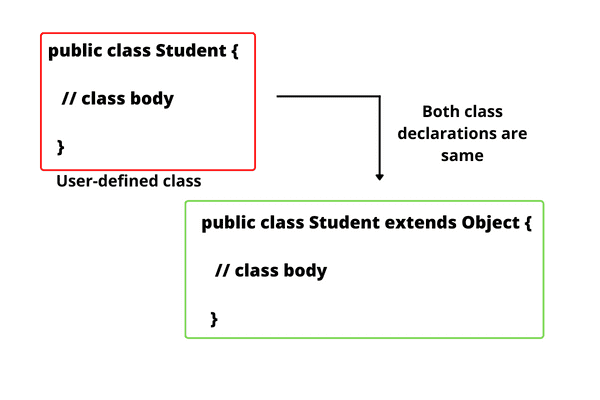 public class Student {
// class body
}
User-defined class
Both class
declarations are
same
public class Student extends Object {
// class body
}